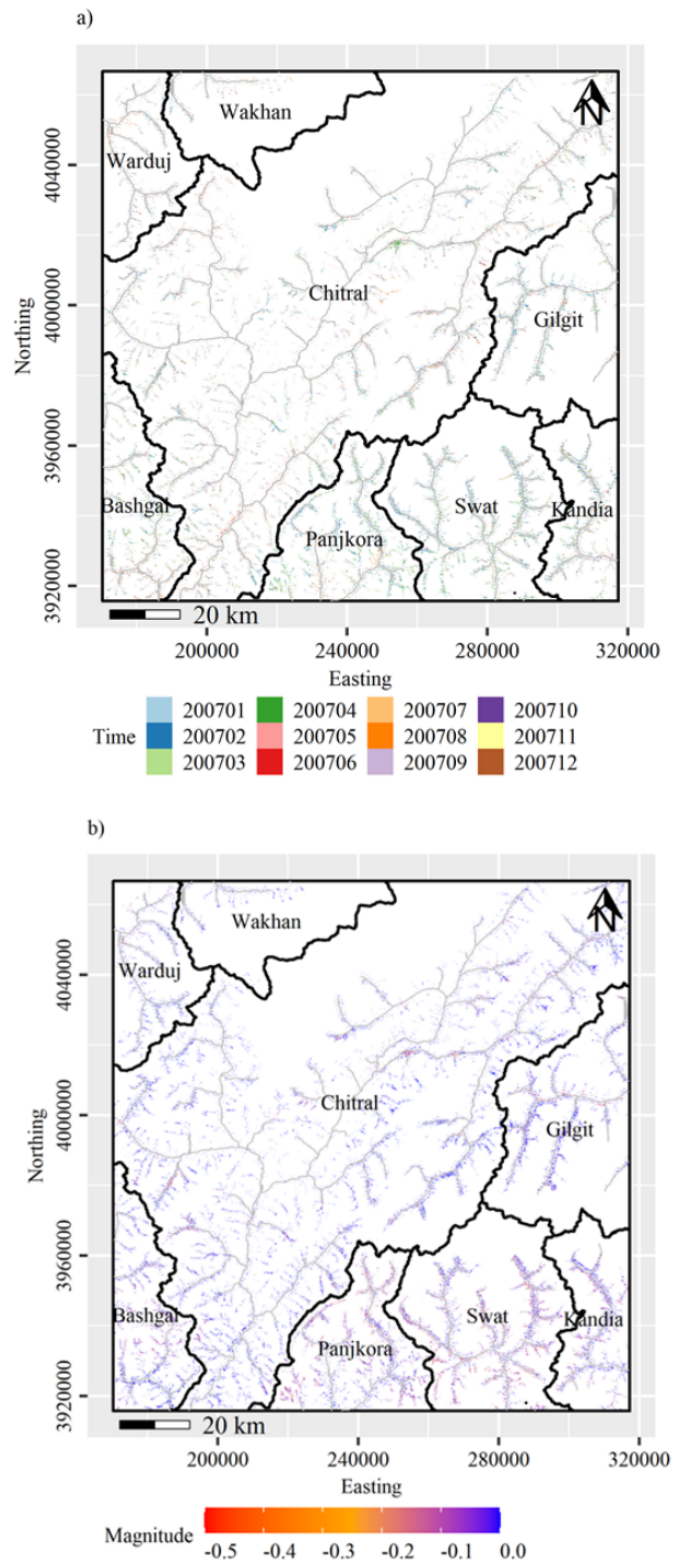 a)
Wakhan
N
Warduj
4040000
Chitral
Gilgit
4000000
Northing
3960000
Bashgal
Swat
Kandia
Panjkora
3920000
20 km
200000 240000 280000 320000
Easting
Time
200701 200704 200707 200710
200702 200705 200708 200711
200703 200706 200709 200712
b)
Wakhan
N
Warduj
4040000
Chitral
Gilgit
4000000
Northing
3960000
Bashgal
Swat
Kandia
Panjkora
3920000
20 km
200000 240000 280000 320000
Easting
Magnitude
-0.5 -0.4 -0.3 -0.2 -0.1 0.0